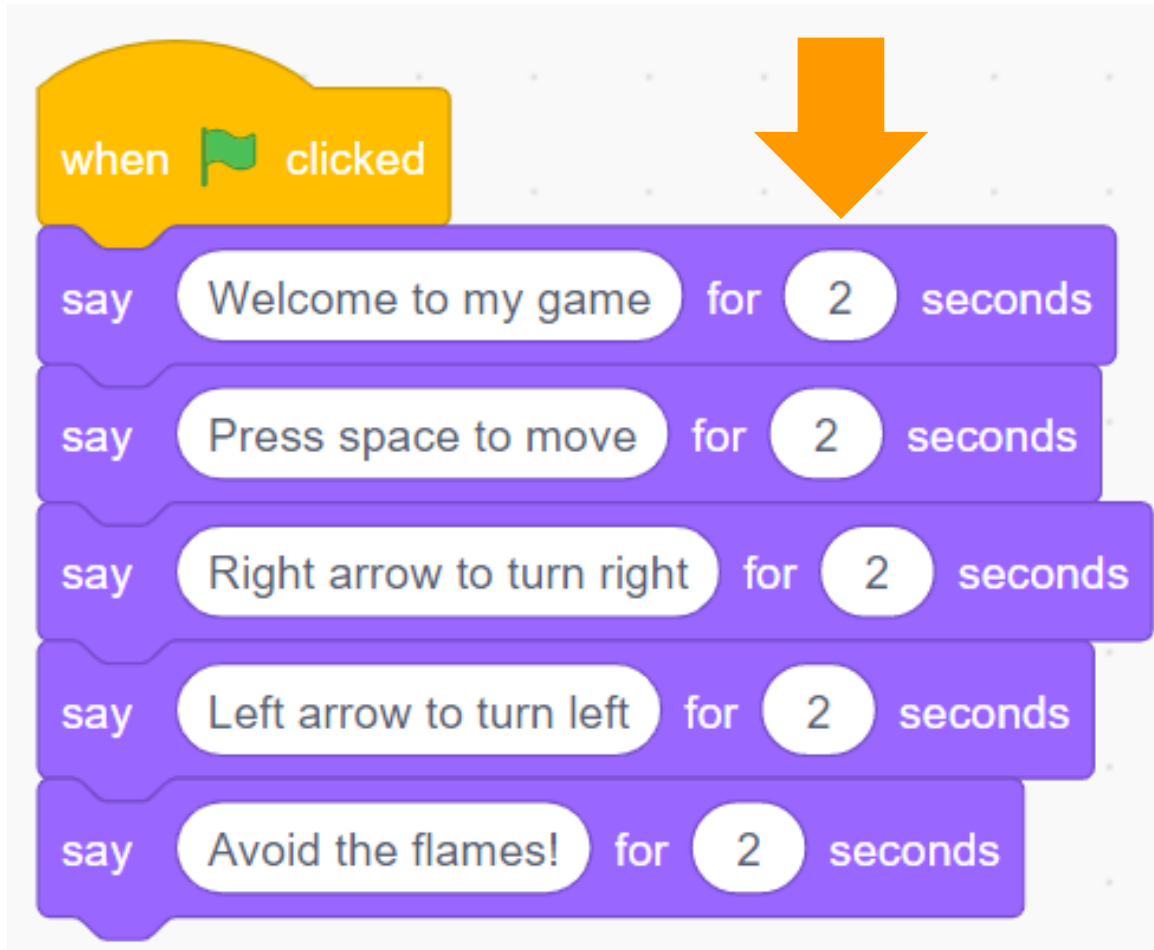 when clicked
say Welcome to my game for 2 seconds
say Press space to move for 2 seconds
say Right arrow to turn right for 2 seconds
say Left arrow to turn left for 2 seconds
say Avoid the flames! for 2 seconds